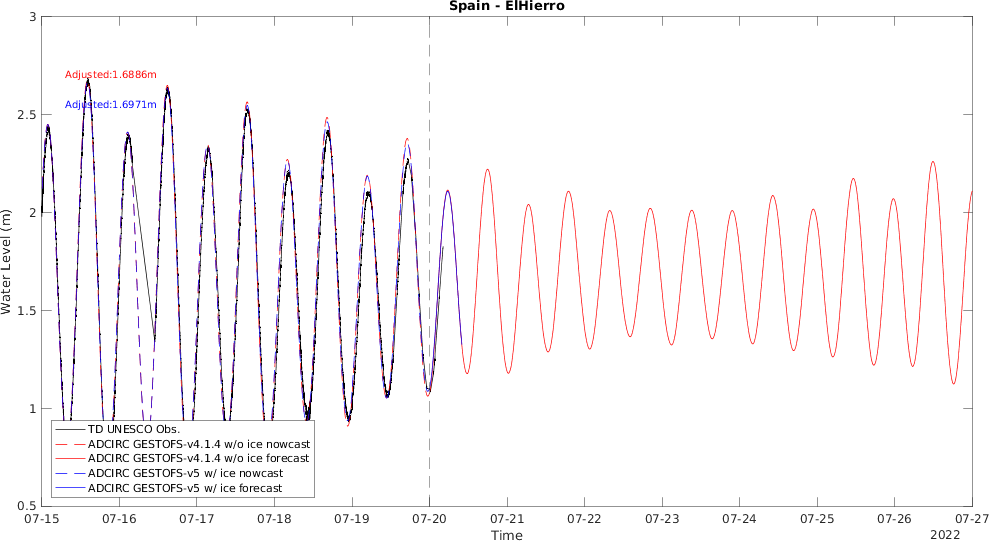 Spain - ElHierro
Water Level (m)
3
2.5
2
1.5
1
0.5
Adjusted:1.6886m
Adjusted:1.6971m
TD UNESCO Obs.
ADCIRC GESTOFS-v4.1.4 w/o ice nowcast
ADCIRC GESTOFS-v4.1.4 w/o ice forecast
ADCIRC GESTOFS-v5 w/ ice nowcast
ADCIRC GESTOFS-v5 w/ ice forecast
07-15 07-16 07-17 07-18 07-19 07-20 07-21 07-22 07-23 07-24 07-25 07-26 07-27
Time
2022